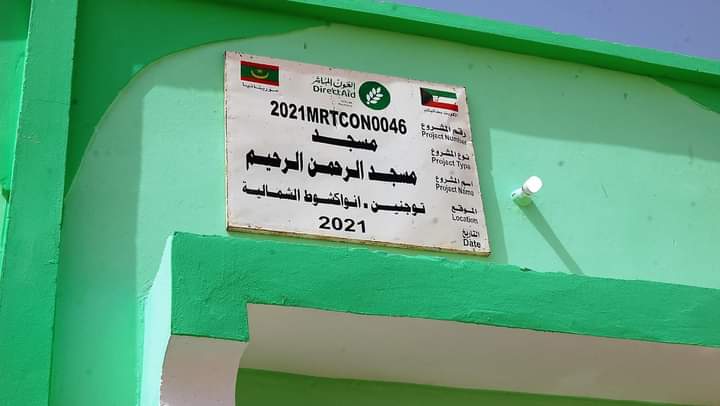 العون المباشر
Direct Aid
موريتانيا
2021MRTCON0046
رقم المشروع
Project Number
مسجد
نوع المشروع
Project Type
مسجد الرحمن الرحيم
اسم المشروع
Project Name
توجنين - انواكشوط الشمالية
الموقع
Location
2021
التاريخ
Date